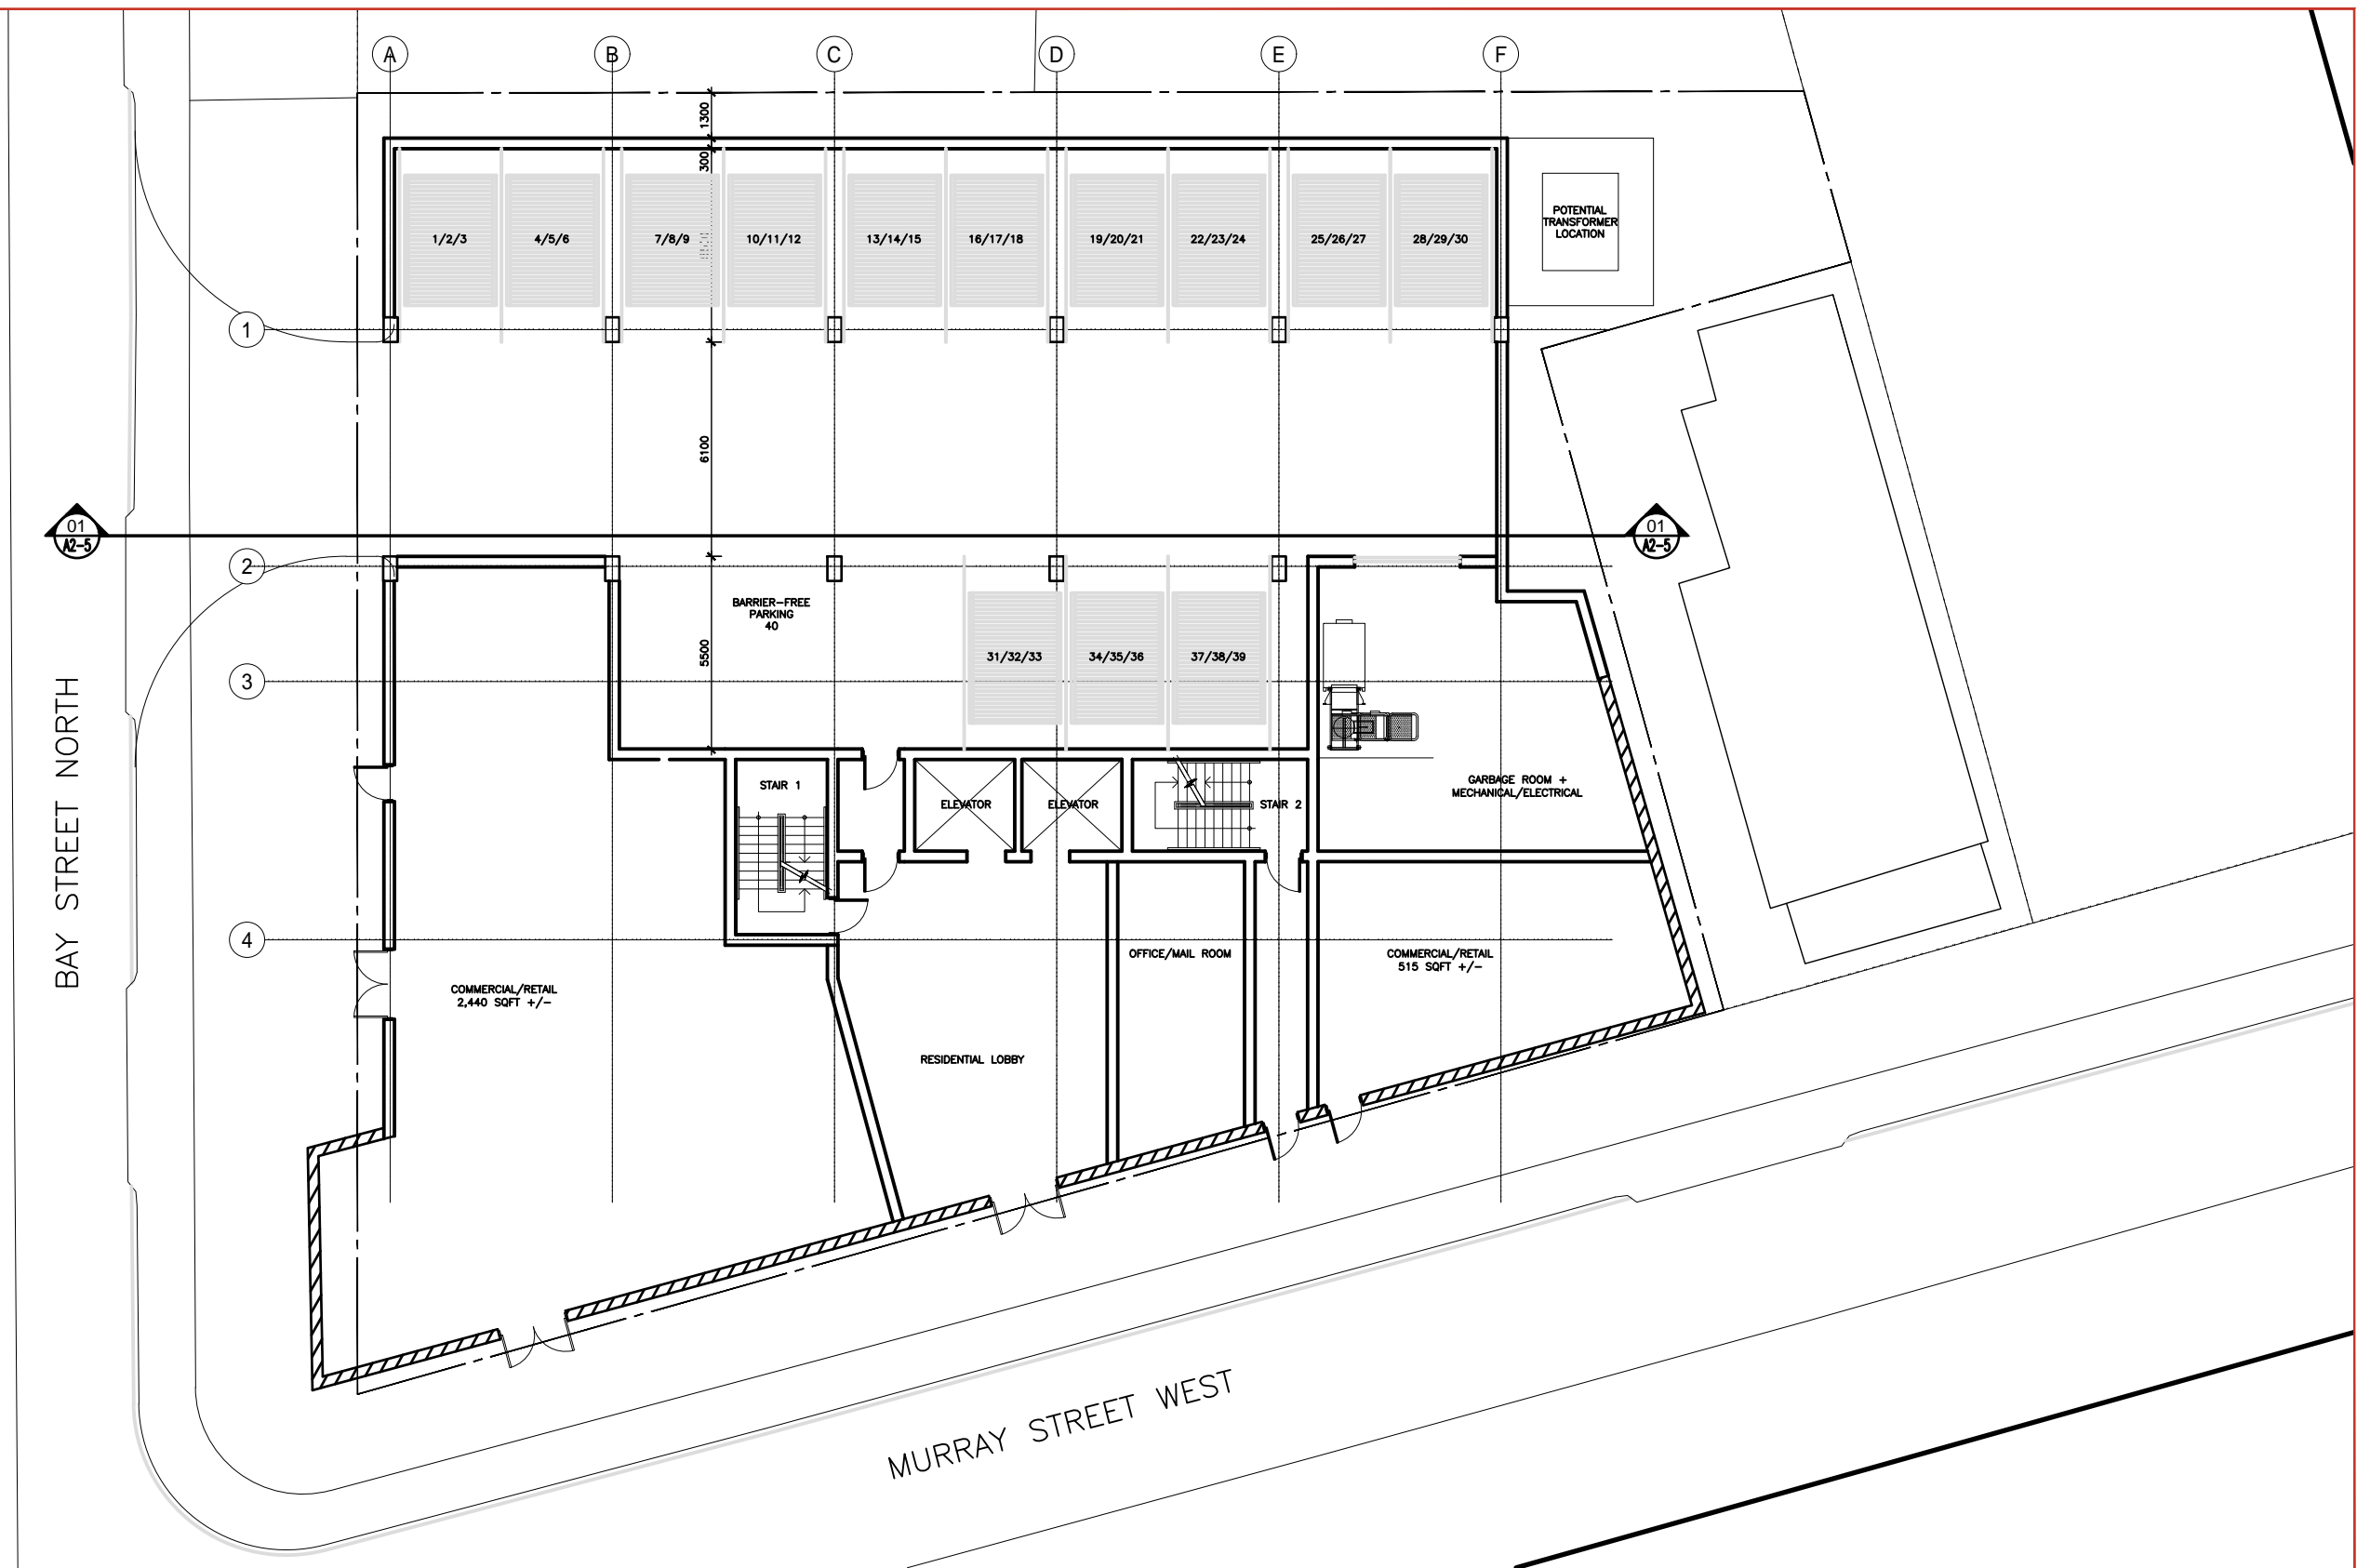 A
B
C
D
E
F
1300
300
1/2/3
4/5/6
7/8/9
10/11/12
13/14/15
16/17/18
19/20/21
22/23/24
25/26/27
28/29/30
POTENTIAL
TRANSFORMER
LOCATION
1
6100
01
A2-5
01
A2-5
2
BARRIER-FREE
PARKING
40
5500
31/32/33
34/35/36
37/38/39
3
BAY STREET NORTH
STAIR 1
ELEVATOR
ELEVATOR
STAIR 2
GARBAGE ROOM +
MECHANICAL/ELECTRICAL
4
COMMERCIAL/RETAIL
2,440 SQFT +/-
OFFICE/MAIL ROOM
COMMERCIAL/RETAIL
515 SQFT +/-
RESIDENTIAL LOBBY
MURRAY STREET WEST